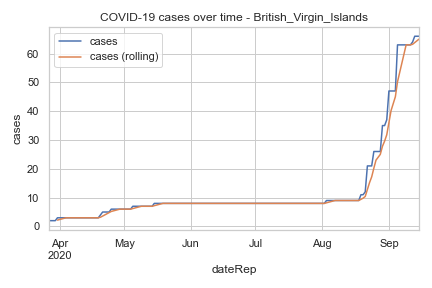 COVID-19 cases over time - British_Virgin_Islands
cases
cases (rolling)
60
50
40
30
20
10
0
cases
Apr May Jun Jul Aug Sep
2020
dateRep